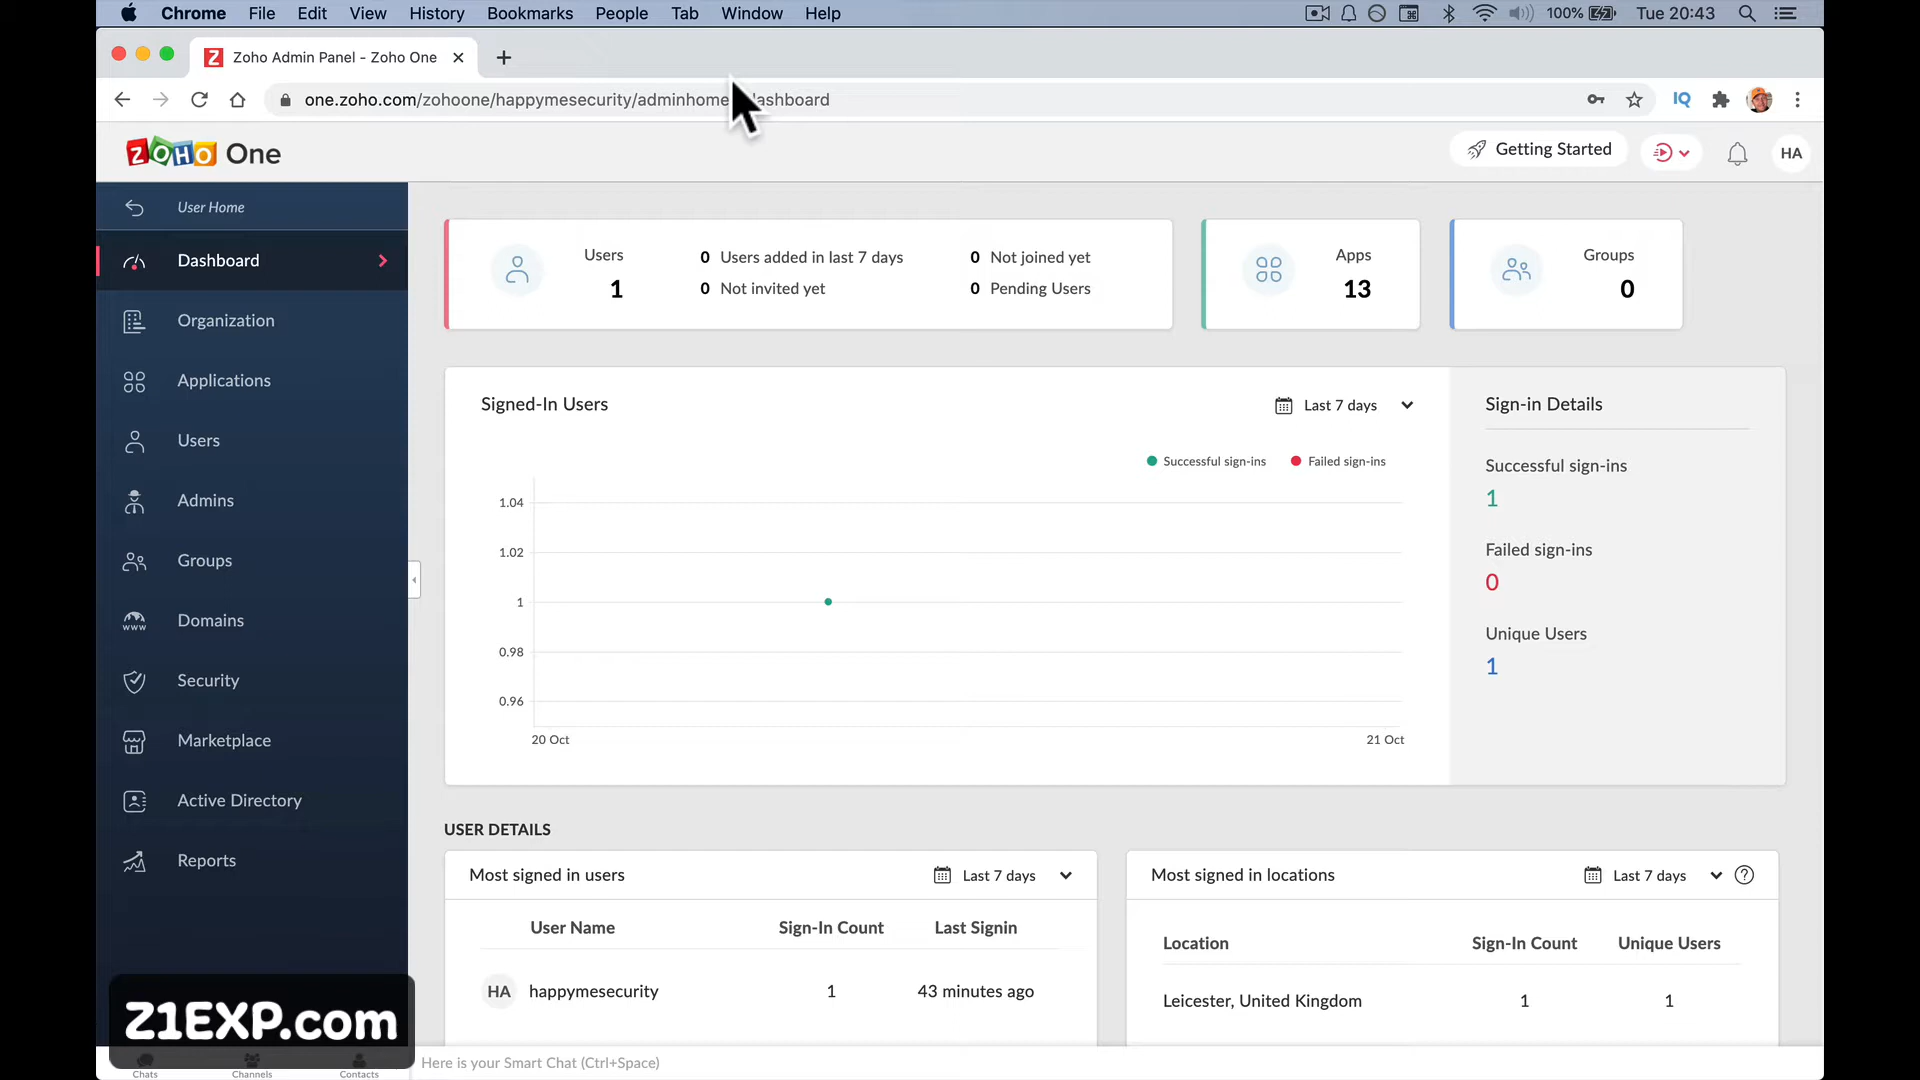 Chrome File Edit View History Bookmarks People Tab Window Help 100% Tue 20:43
Zoho Admin Panel - Zoho One
one.zoho.com/zohoone/happymesecurity/adminhome dashboard
ZOHO One
Getting Started
HA
User Home
Dashboard
Organization
Applications
Users
Admins
Groups
Domains
Security
Marketplace
Active Directory
Reports
Users
1
0 Users added in last 7 days
0 Not joined yet
0 Not invited yet
0 Pending Users
Apps
13
Groups
0
Signed-In Users
Last 7 days
Successful sign-ins
Failed sign-ins
1.04
1.02
1
0.98
0.96
20 Oct
21 Oct
Sign-in Details
Successful sign-ins
1
Failed sign-ins
0
Unique Users
1
USER DETAILS
Most signed in users
Last 7 days
User Name Sign-In Count Last Signin
HA happymesecurity 1 43 minutes ago
Most signed in locations
Last 7 days
Location Sign-In Count Unique Users
Leicester, United Kingdom 1 1
Z1EXP.com
Chats Channels Contacts
Here is your Smart Chat (Ctrl+Space)